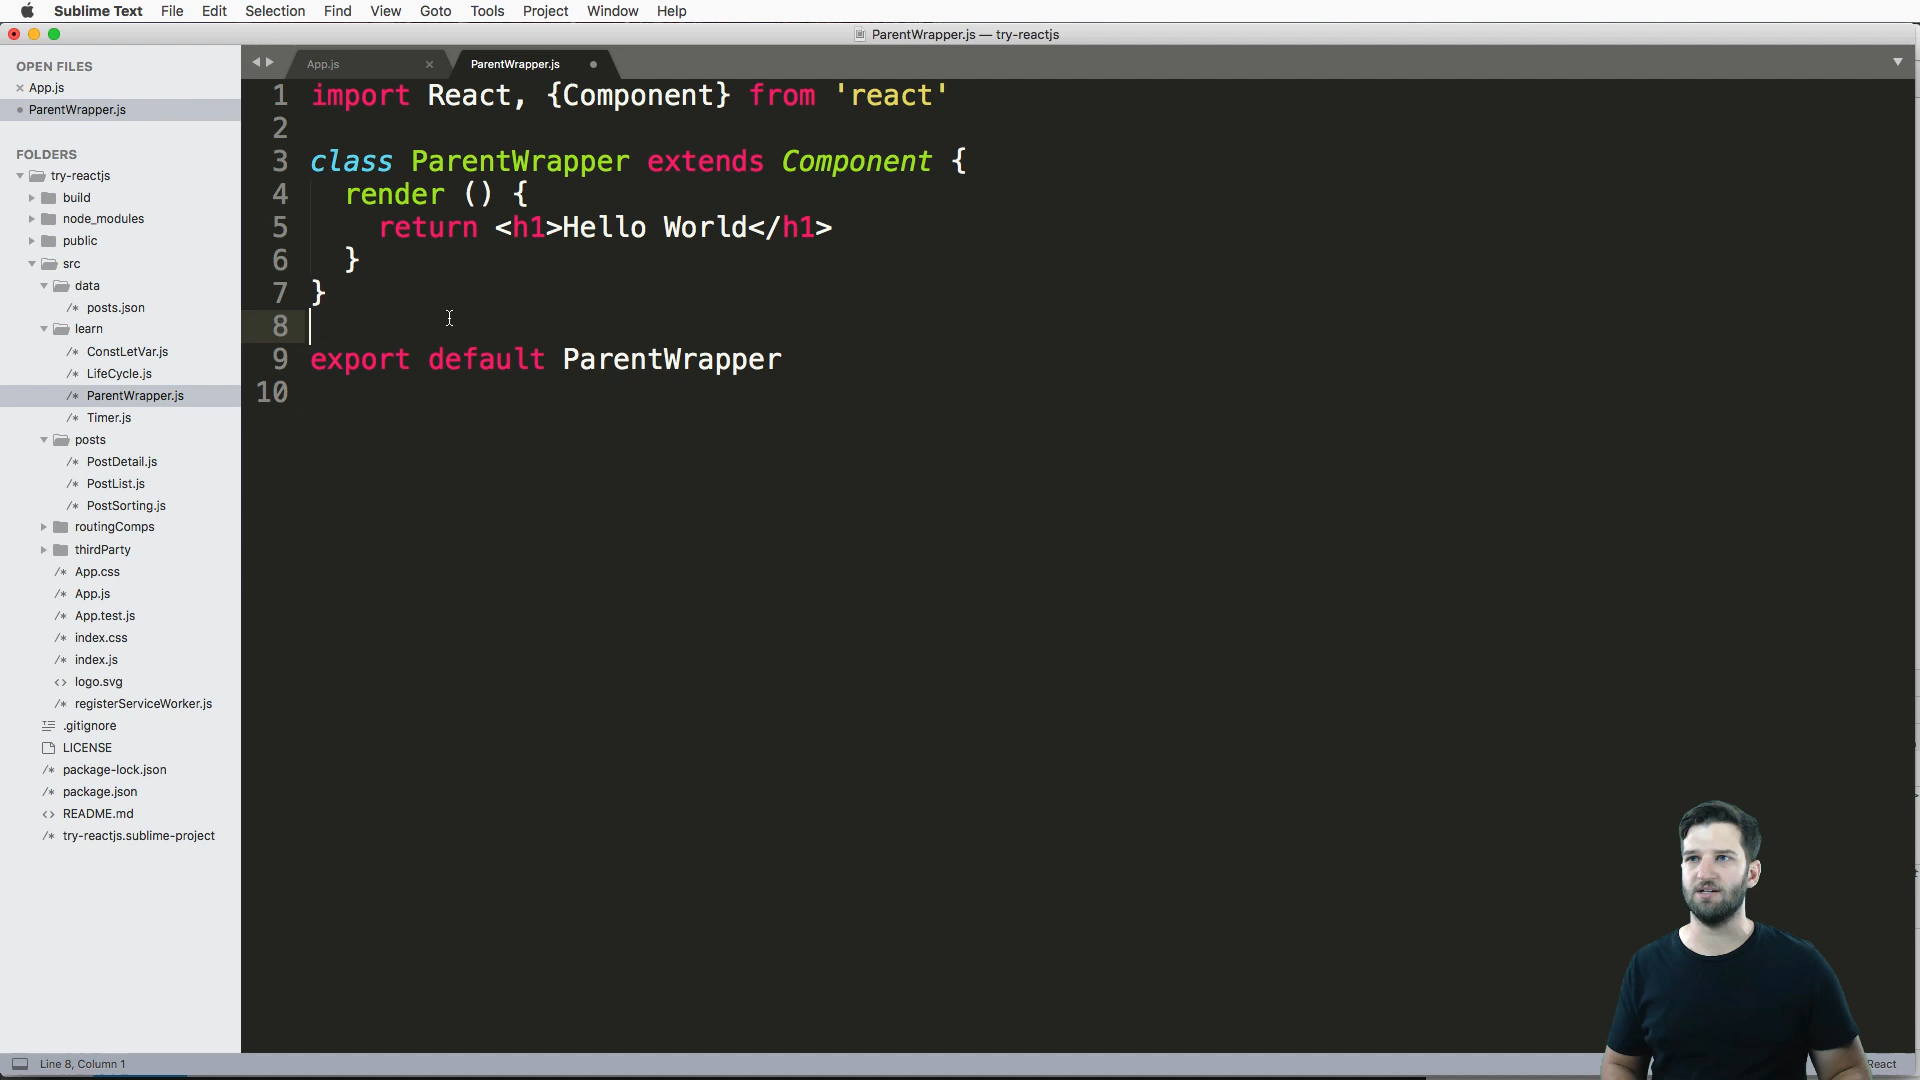 Sublime Text File Edit Selection Find View Goto Tools Project Window Help
ParentWrapper.js — try-reactjs
OPEN FILES
App.js
ParentWrapper.js
FOLDERS
try-reactjs
build
node_modules
public
src
data
/* posts.json
learn
/* ConstLetVar.js
/* LifeCycle.js
/* ParentWrapper.js
/* Timer.js
posts
/* PostDetail.js
/* PostList.js
/* PostSorting.js
routingComps
thirdParty
/* App.css
/* App.js
/* App.test.js
/* index.css
/* index.js
<> logo.svg
/* registerServiceWorker.js
.gitignore
LICENSE
/* package-lock.json
/* package.json
<> README.md
/* try-reactjs.sublime-project
App.js ParentWrapper.js
1 import React, {Component} from 'react'
2
3 class ParentWrapper extends Component {
4 render () {
5 return <h1>Hello World</h1>
6 }
7 }
8
9 export default ParentWrapper
10
Line 8, Column 1
React